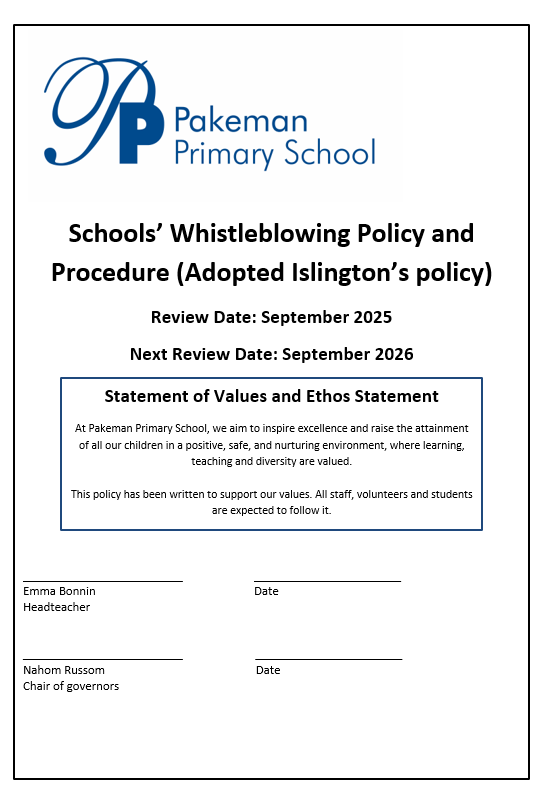 Pakeman
Primary School
Schools’ Whistleblowing Policy and
Procedure (Adopted Islington’s policy)
Review Date: September 2025
Next Review Date: September 2026
Statement of Values and Ethos Statement
At Pakeman Primary School, we aim to inspire excellence and raise the attainment
of all our children in a positive, safe, and nurturing environment, where learning,
teaching and diversity are valued.
This policy has been written to support our values. All staff, volunteers and students
are expected to follow it.
Emma Bonnin Date
Headteacher
Nahom Russom Date
Chair of governors